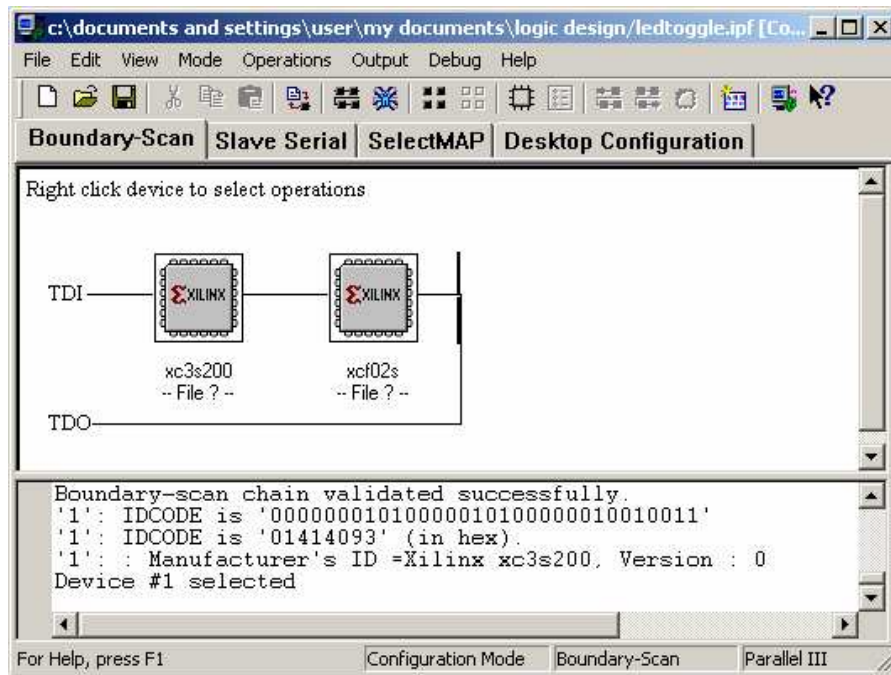 c:\documents and settings\user\my documents\logic design/ledtoggle.ipf [Co...
File Edit View Mode Operations Output Debug Help
Boundary-Scan Slave Serial SelectMAP Desktop Configuration
Right click device to select operations
TDI XILINX XILINX
xc3s200 xcf02s
-- File ? -- -- File ? --
TDO
Boundary-scan chain validated successfully.
'1': IDCODE is '00000001010000010100000010010011'
'1': IDCODE is '01414093' (in hex).
'1': : Manufacturer's ID =Xilinx xc3s200, Version : 0
Device #1 selected
For Help, press F1 Configuration Mode Boundary-Scan Parallel III